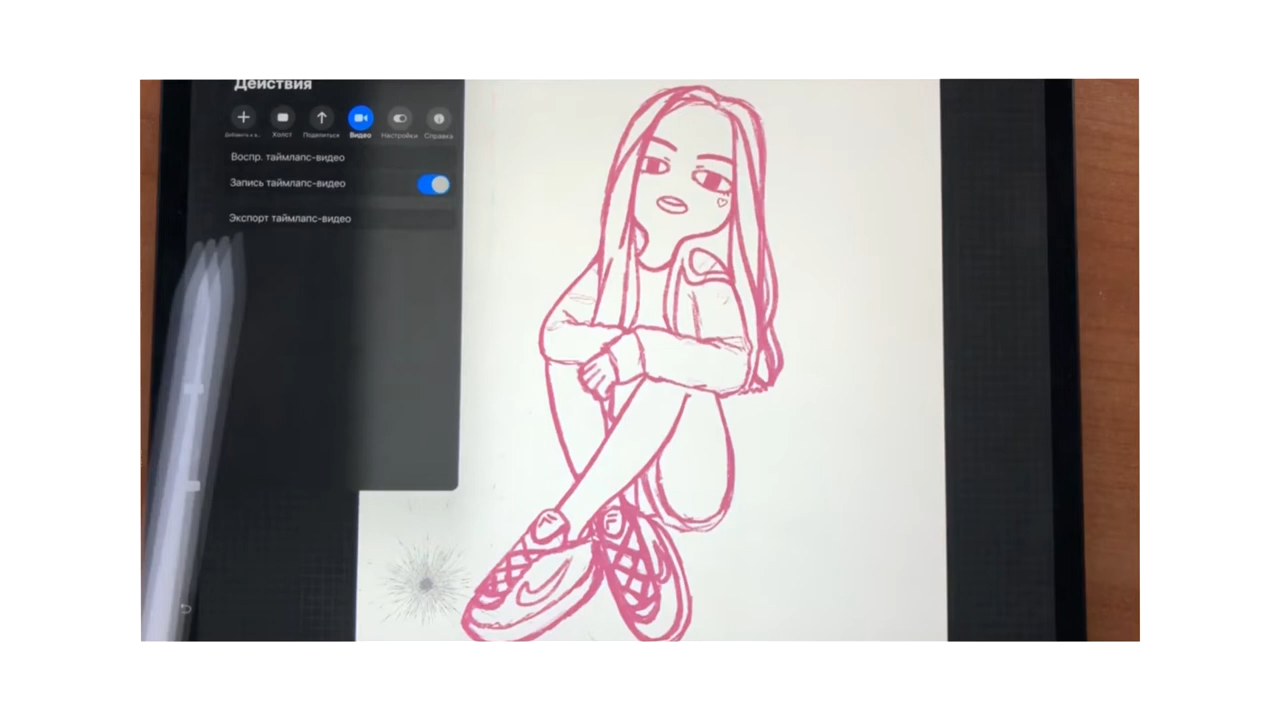 Действия
Холст Поделиться Видео Настройки Справка
Воспр. таймлапс-видео
Запись таймлапс-видео
Экспорт таймлапс-видео